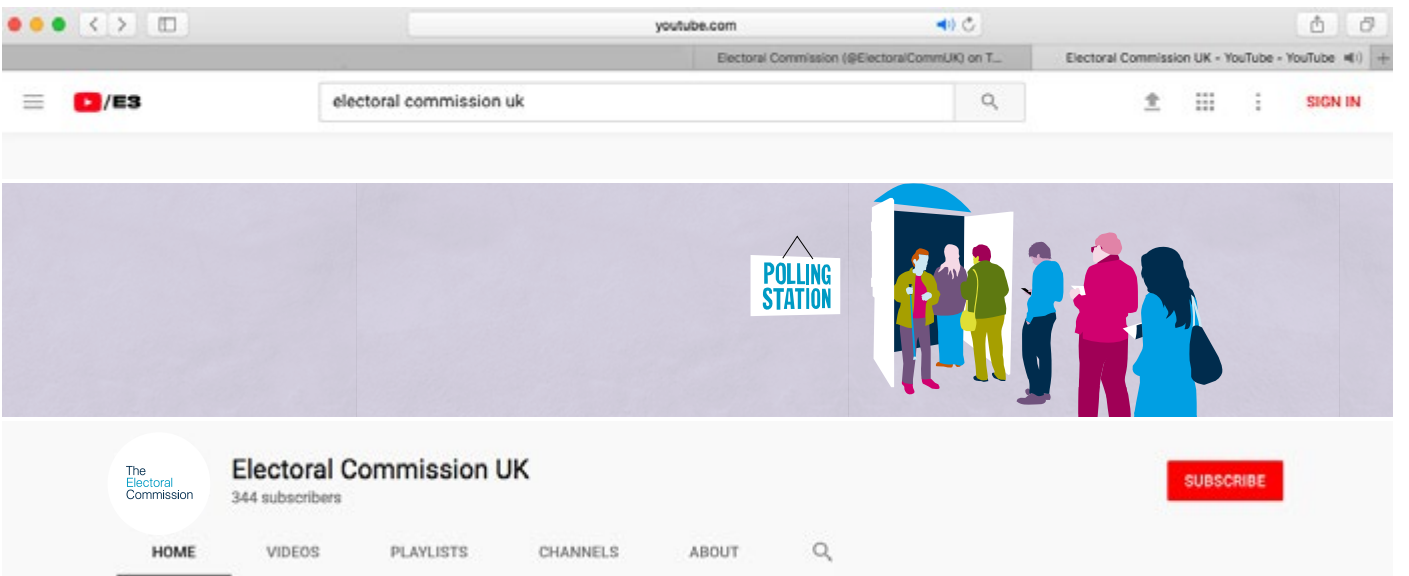 youtube.com
Electoral Commission (@ElectoralCommUK) on T...
Electoral Commission UK - YouTube - YouTube
/E3
electoral commission uk
SIGN IN
POLLING
STATION
The
Electoral
Commission
Electoral Commission UK
344 subscribers
SUBSCRIBE
HOME VIDEOS PLAYLISTS CHANNELS ABOUT